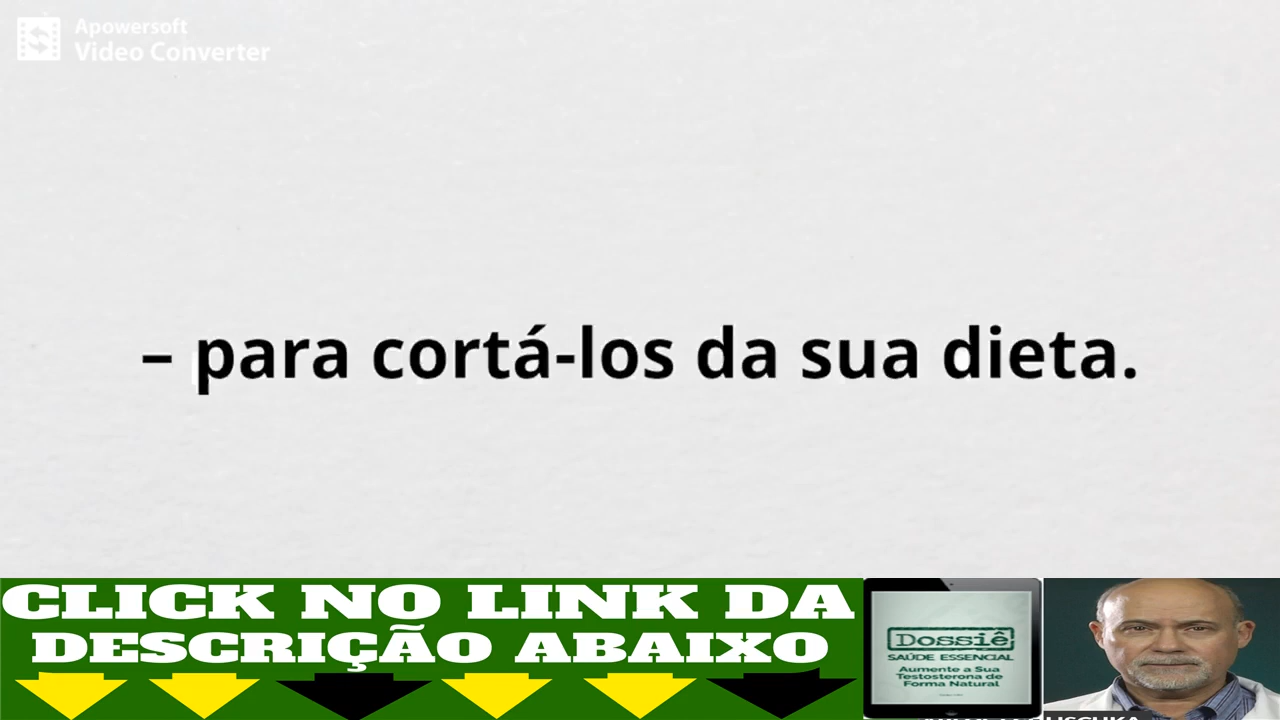 Apowersoft
Video Converter
– para cortá-los da sua dieta.
CLICK NO LINK DA
DESCRIÇÃO ABAIXO
Dossiê
SAÚDE ESSENCIAL
Aumente a Sua
Testosterona de
Forma Natural